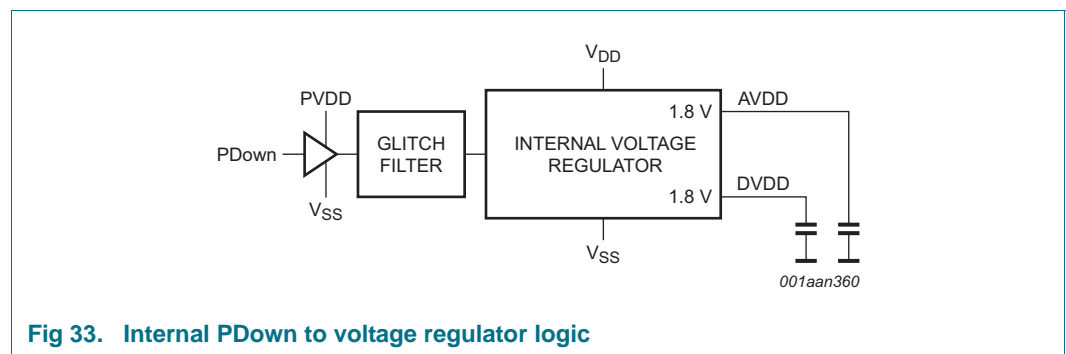 VDD
PVDD
PDown
VSS
GLITCH
FILTER
INTERNAL VOLTAGE
REGULATOR
1.8 V
AVDD
1.8 V
DVDD
VSS
001aan360
Fig 33. Internal PDown to voltage regulator logic